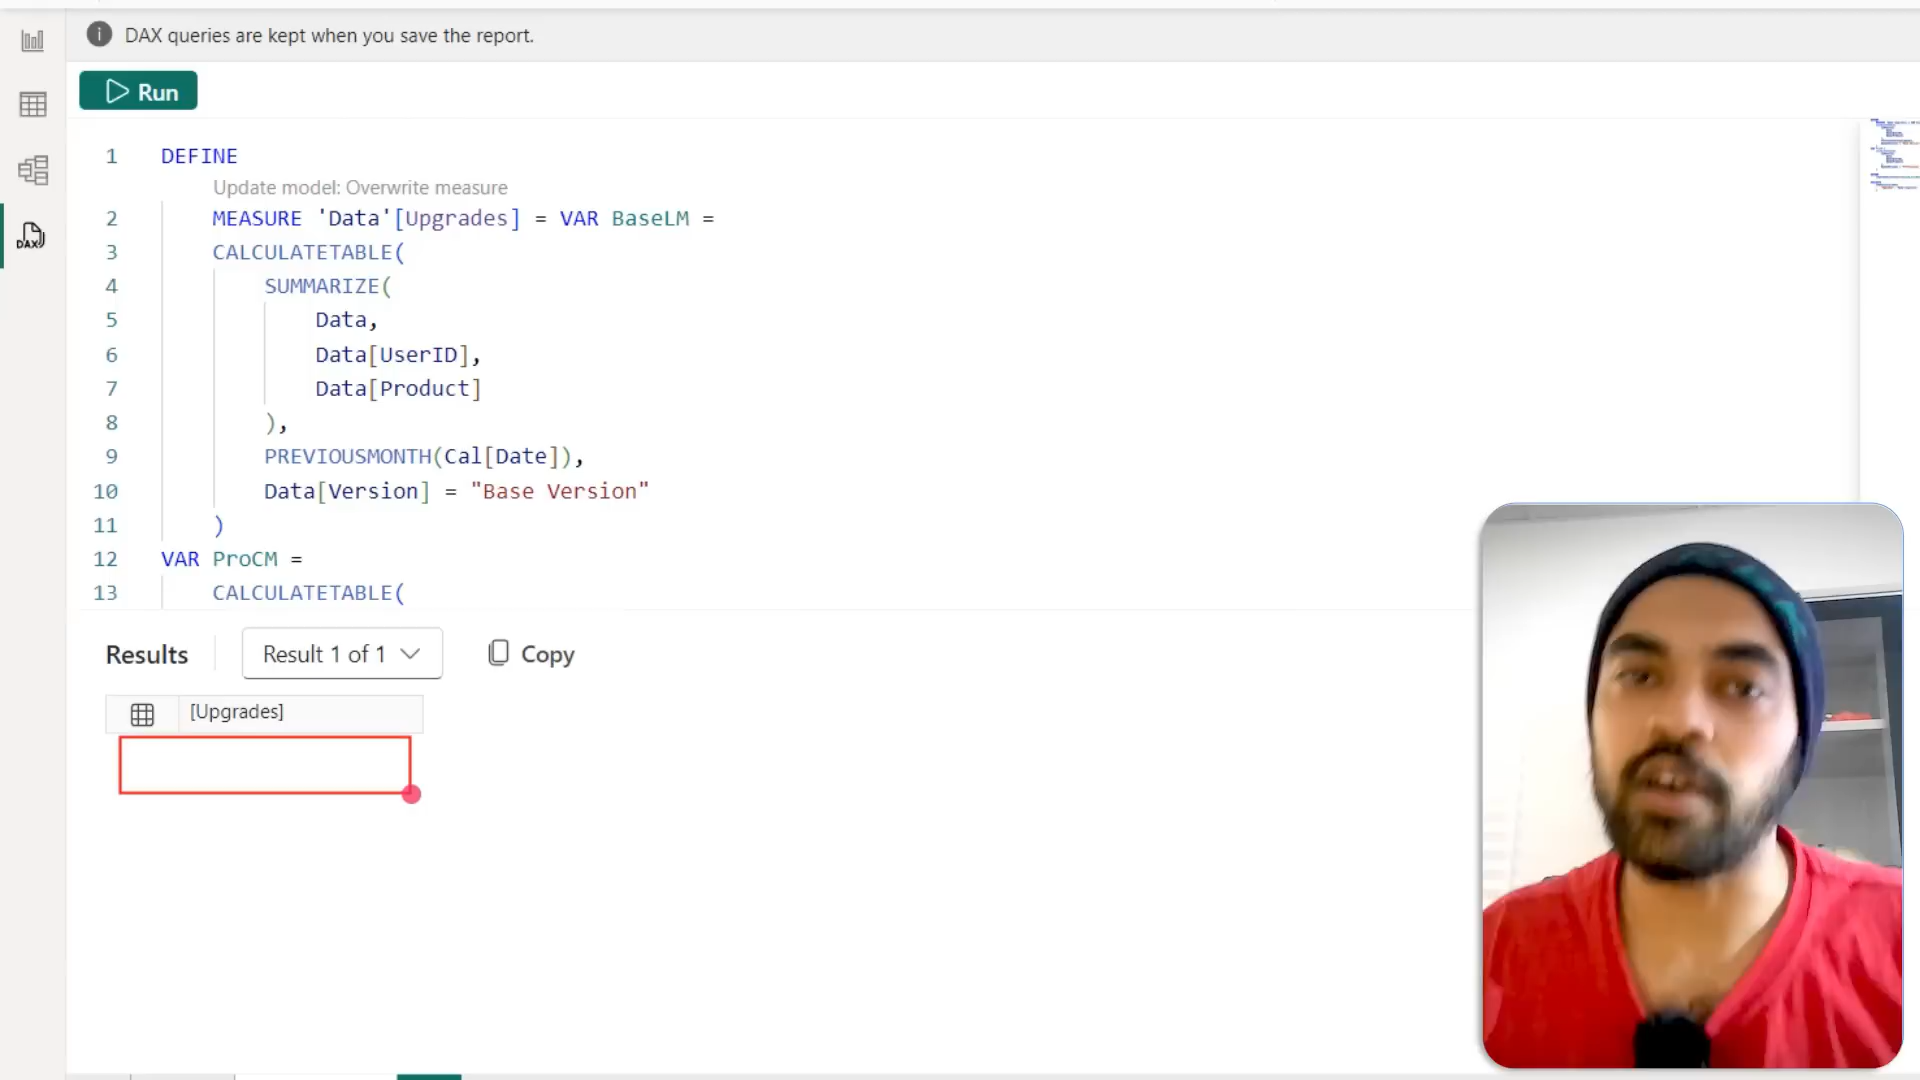 DAX queries are kept when you save the report.
Run
1 DEFINE
Update model: Overwrite measure
2 MEASURE 'Data'[Upgrades] = VAR BaseLM =
3 CALCULATETABLE(
4 SUMMARIZE(
5 Data,
6 Data[UserID],
7 Data[Product]
8 ),
9 PREVIOUSMONTH(Cal[Date]),
10 Data[Version] = "Base Version"
11 )
12 VAR ProCM =
13 CALCULATETABLE(
DAX
Results
Result 1 of 1
Copy
[Upgrades]